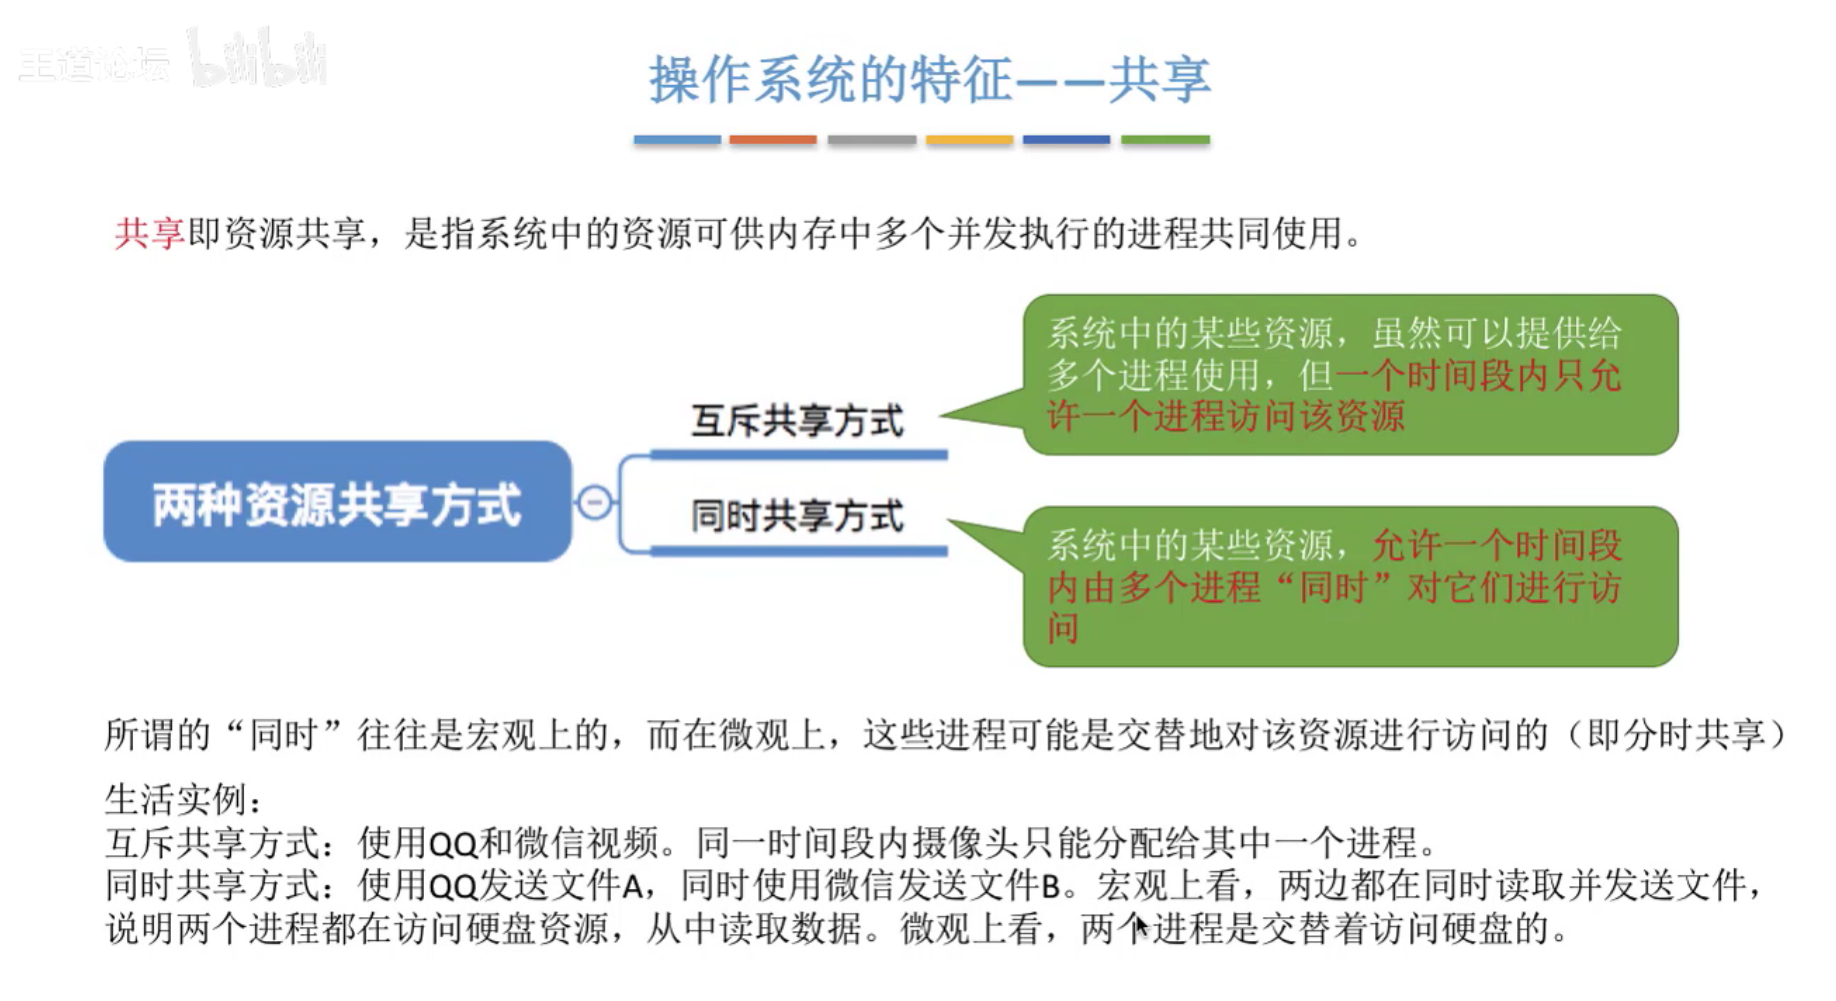 王道论坛 bilibili
操作系统的特征——共享
共享即资源共享，是指系统中的资源可供内存中多个并发执行的进程共同使用。
系统中的某些资源，虽然可以提供给
多个进程使用，但一个时间段内只允
许一个进程访问该资源
互斥共享方式
两种资源共享方式
同时共享方式
系统中的某些资源，允许一个时间段
内由多个进程“同时”对它们进行访
问
所谓的“同时”往往是宏观上的，而在微观上，这些进程可能是交替地对该资源进行访问的（即分时共享）
生活实例：
互斥共享方式：使用QQ和微信视频。同一时间段内摄像头只能分配给其中一个进程。
同时共享方式：使用QQ发送文件A，同时使用微信发送文件B。宏观上看，两边都在同时读取并发送文件，
说明两个进程都在访问硬盘资源，从中读取数据。微观上看，两个进程是交替着访问硬盘的。